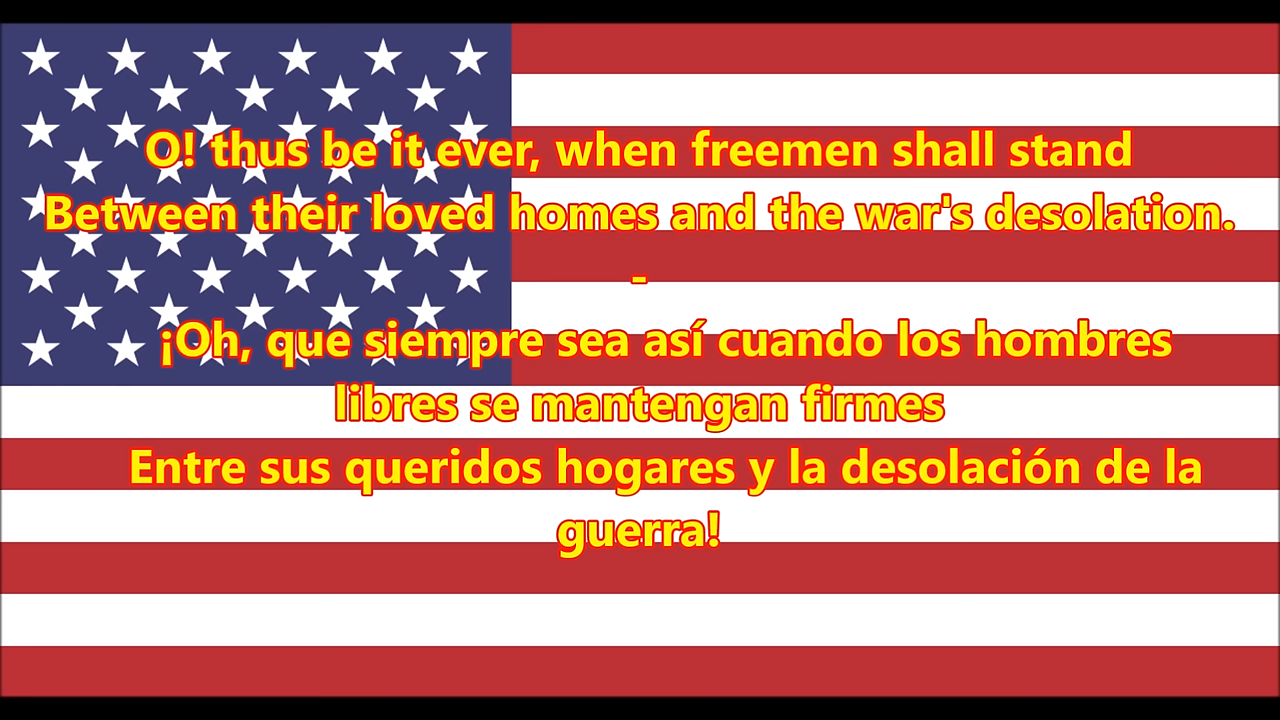 O! thus be it ever, when freemen shall stand
Between their loved homes and the war's desolation.
-
¡Oh, que siempre sea así cuando los hombres
libres se mantengan firmes
Entre sus queridos hogares y la desolación de la
guerra!